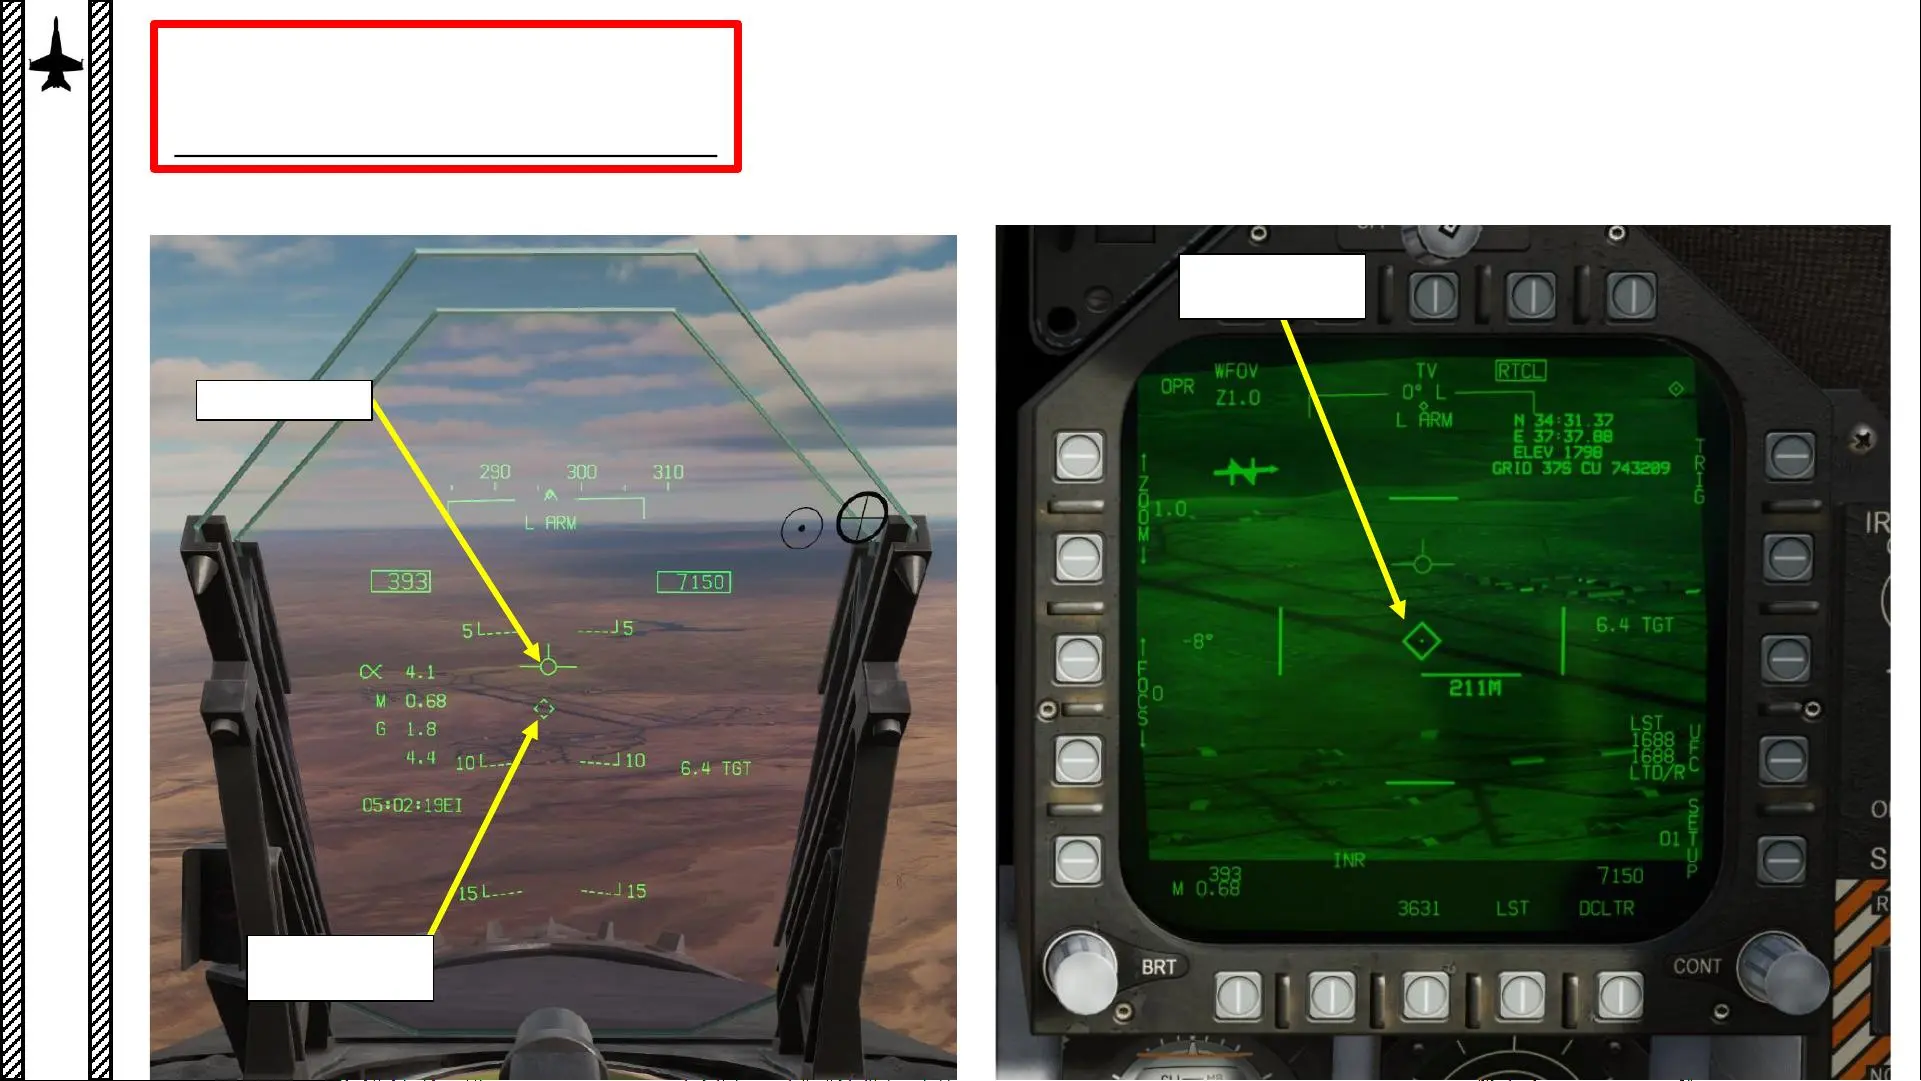 290 300 310
L ARM
393 7150
5 5
α 4.1
M 0.68
G 1.8
4.4
10 10
6.4 TGT
05:02:19EI
15 15
WFOV TV RTCL
OPR
Z1.0 0° L
L ARM
N 34:31.37
E 37:37.88
ELEV 1798
GRID 37S CU 743209
TRIG
↑ZOOM↓
1.0
-8°
6.4 TGT
↑FOCS↓
0
211M
LST
1688
1688
LTD/R
UFC
SETUP
01
INR
393
M 0.68
7150
3631 LST DCLTR
BRT
CONT
IR